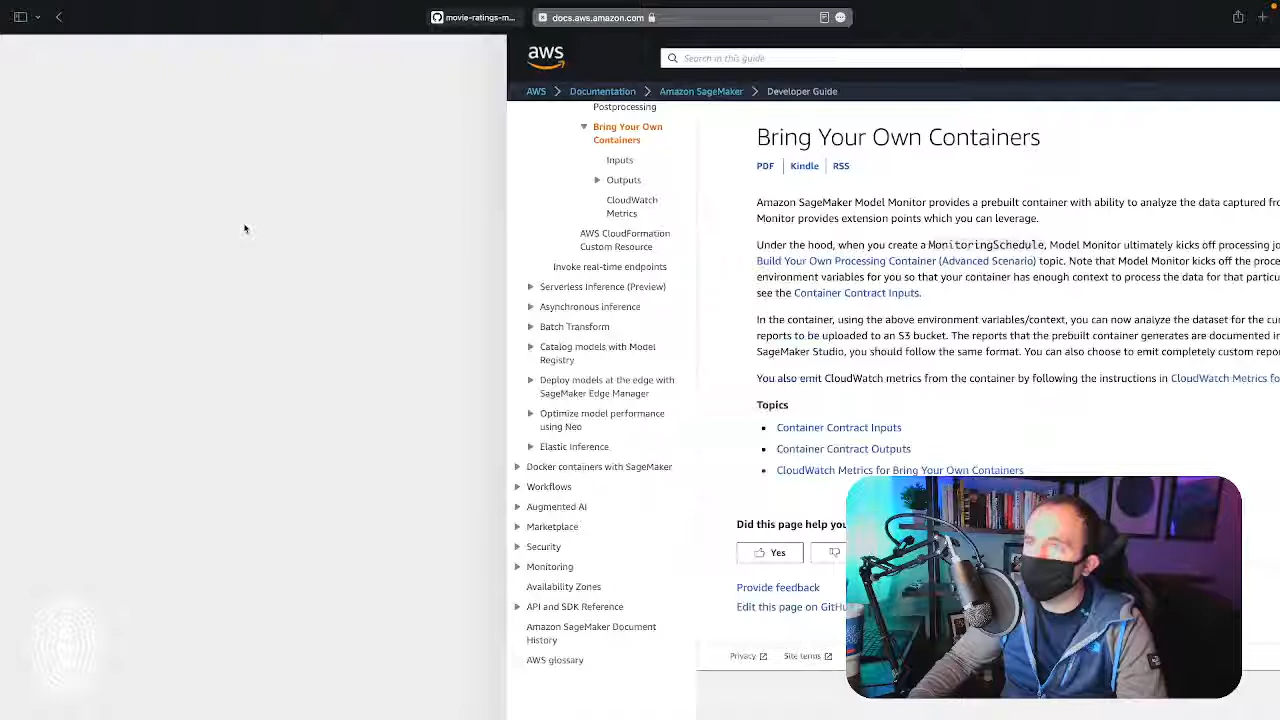 movie-ratings-m...
docs.aws.amazon.com
aws
Search in this guide
AWS > Documentation > Amazon SageMaker > Developer Guide
Postprocessing
Bring Your Own
Containers
Inputs
Outputs
CloudWatch
Metrics
AWS CloudFormation
Custom Resource
Invoke real-time endpoints
Serverless Inference (Preview)
Asynchronous inference
Batch Transform
Catalog models with Model
Registry
Deploy models at the edge with
SageMaker Edge Manager
Optimize model performance
using Neo
Elastic Inference
Docker containers with SageMaker
Workflows
Augmented AI
Marketplace
Security
Monitoring
Availability Zones
API and SDK Reference
Amazon SageMaker Document
History
AWS glossary
Bring Your Own Containers
PDF | Kindle | RSS
Amazon SageMaker Model Monitor provides a prebuilt container with ability to analyze the data captured
Monitor provides extension points which you can leverage.
Under the hood, when you create a MonitoringSchedule, Model Monitor ultimately kicks off processing
Build Your Own Processing Container (Advanced Scenario) topic. Note that Model Monitor kicks off the
environment variables for you so that your container has enough context to process the data for that
see the Container Contract Inputs.
In the container, using the above environment variables/context, you can now analyze the dataset for the
reports to be uploaded to an S3 bucket. The reports that the prebuilt container generates are documented
SageMaker Studio, you should follow the same format. You can also choose to emit completely custom
You also emit CloudWatch metrics from the container by following the instructions in CloudWatch Metrics
Topics
• Container Contract Inputs
• Container Contract Outputs
• CloudWatch Metrics for Bring Your Own Containers
Did this page help
Yes
Provide feedback
Edit this page on
Privacy
Site terms